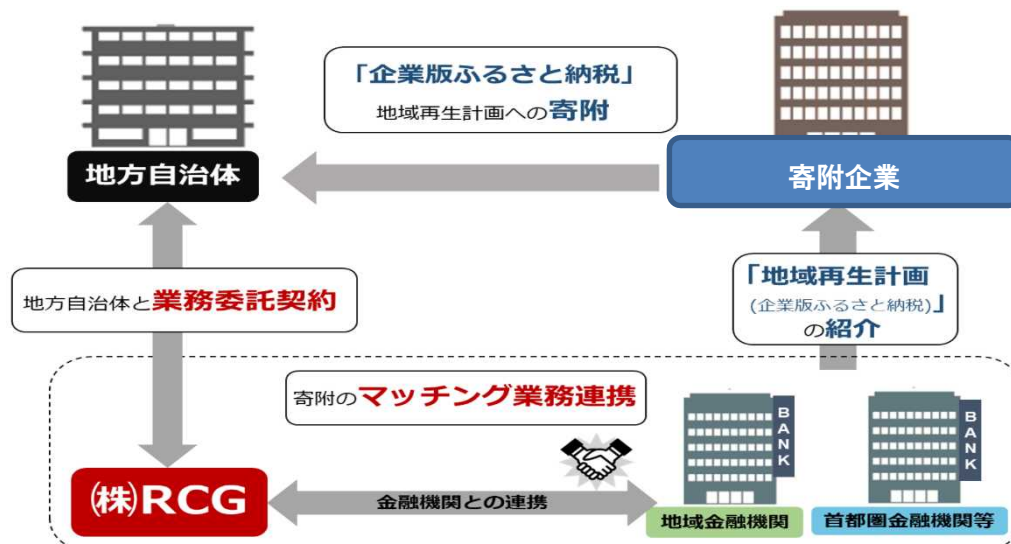 「企業版ふるさと納税」
地域再生計画への寄附
地方自治体
寄附企業
地方自治体と業務委託契約
「地域再生計画
(企業版ふるさと納税)」
の紹介
寄附のマッチング業務連携
BANK
BANK
㈱RCG
金融機関との連携
地域金融機関
首都圏金融機関等